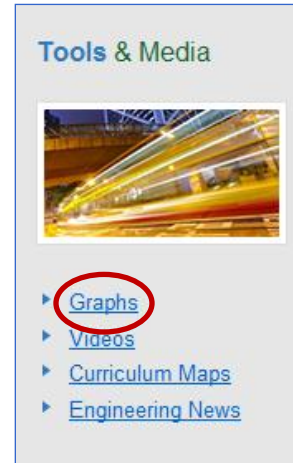 Tools & Media
Graphs
Videos
Curriculum Maps
Engineering News